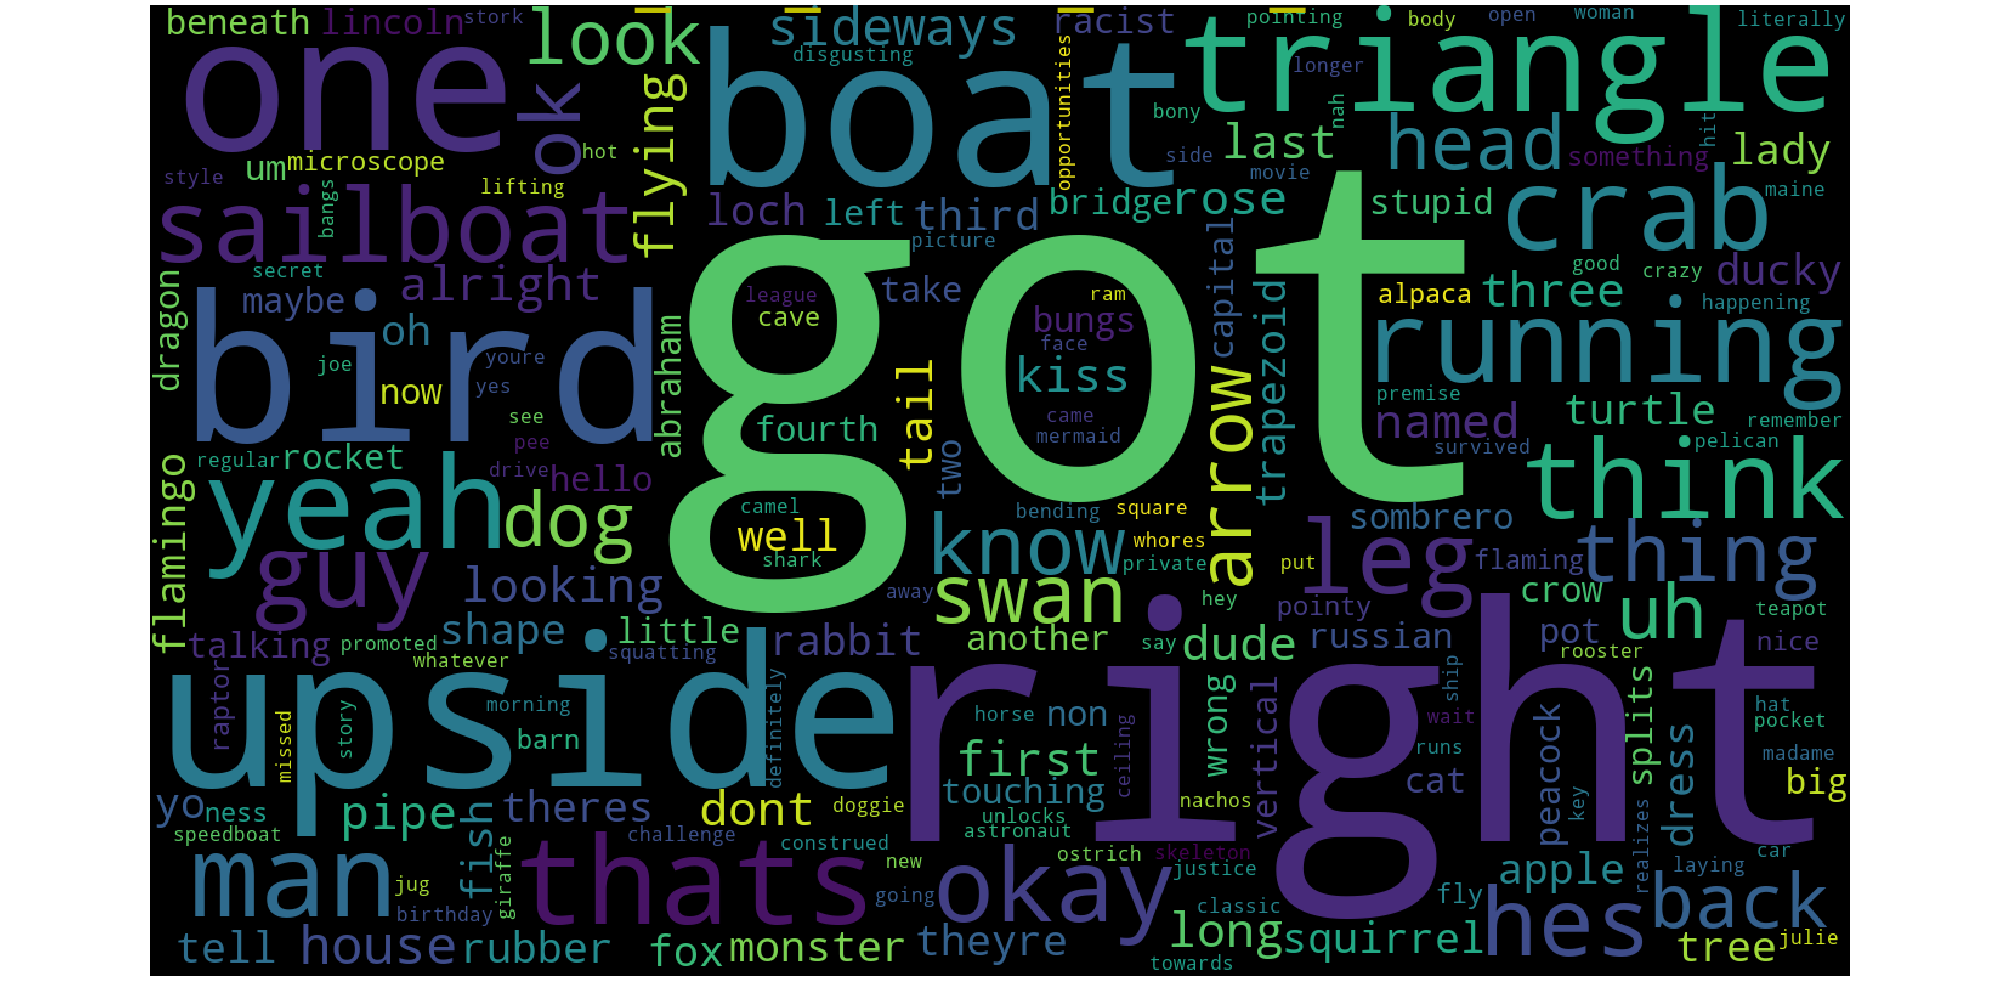 beneath lincoln stork look sideways racist pointing body open woman literally
one disgusting boat opportunities triangle longer
ok flying bony nah last head hit something lady
um microscope hot style bangs lifting side movie maine
sailboat loch left third bridge rose stupid crab
picture capital
dragon secret alright maybe oh league take ram bungs alpaca three good crazy ducky happening
bird joe youre yes now abraham cave got face kiss trapezoid running
see pee tail came mermaid arrow premise named turtle remember
fourth two survived pelican
flamingo regular rocket drive hello think
yeah dog camel well shark know bending square whores private sombrero leg flaming thing
guy looking away swan hey put pointy crow uh teapot
talking promoted shape little rabbit another say dude russian pot rooster nice
whatever squatting
raptor upside morning definitely right horse non wrong vertical ship wait peacock splits hat pocket
missed story barn first ceiling runs cat dress madame big
yo ness pipe fish theres dont doggie touching unlocks astronaut nachos realizes key
speedboat challenge construed new ostrich skeleton justice apple laying car
man jug giraffe thats going okay classic fly hes back
birthday
tell house rubber fox monster theyre long squirrel tree julie
towards